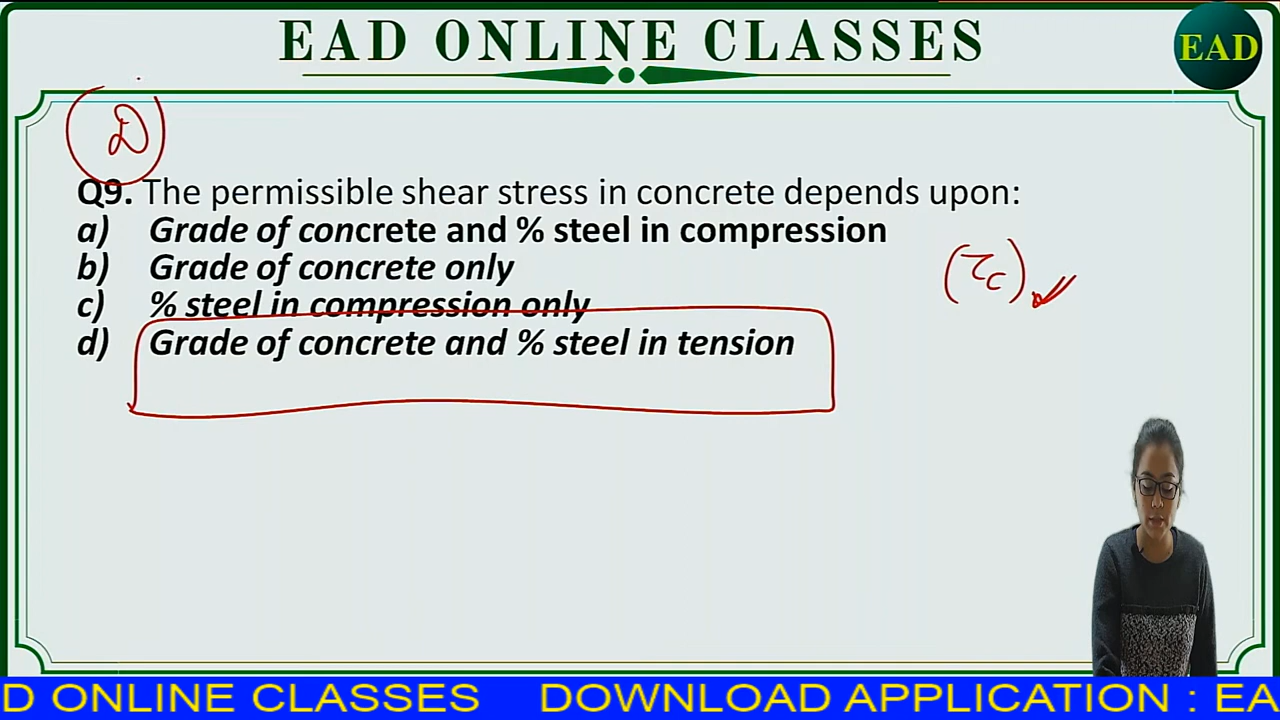 EAD ONLINE CLASSES
EAD
D
Q9. The permissible shear stress in concrete depends upon:
a) Grade of concrete and % steel in compression
b) Grade of concrete only
c) % steel in compression only
d) Grade of concrete and % steel in tension
(τc)
D ONLINE CLASSES DOWNLOAD APPLICATION : EA